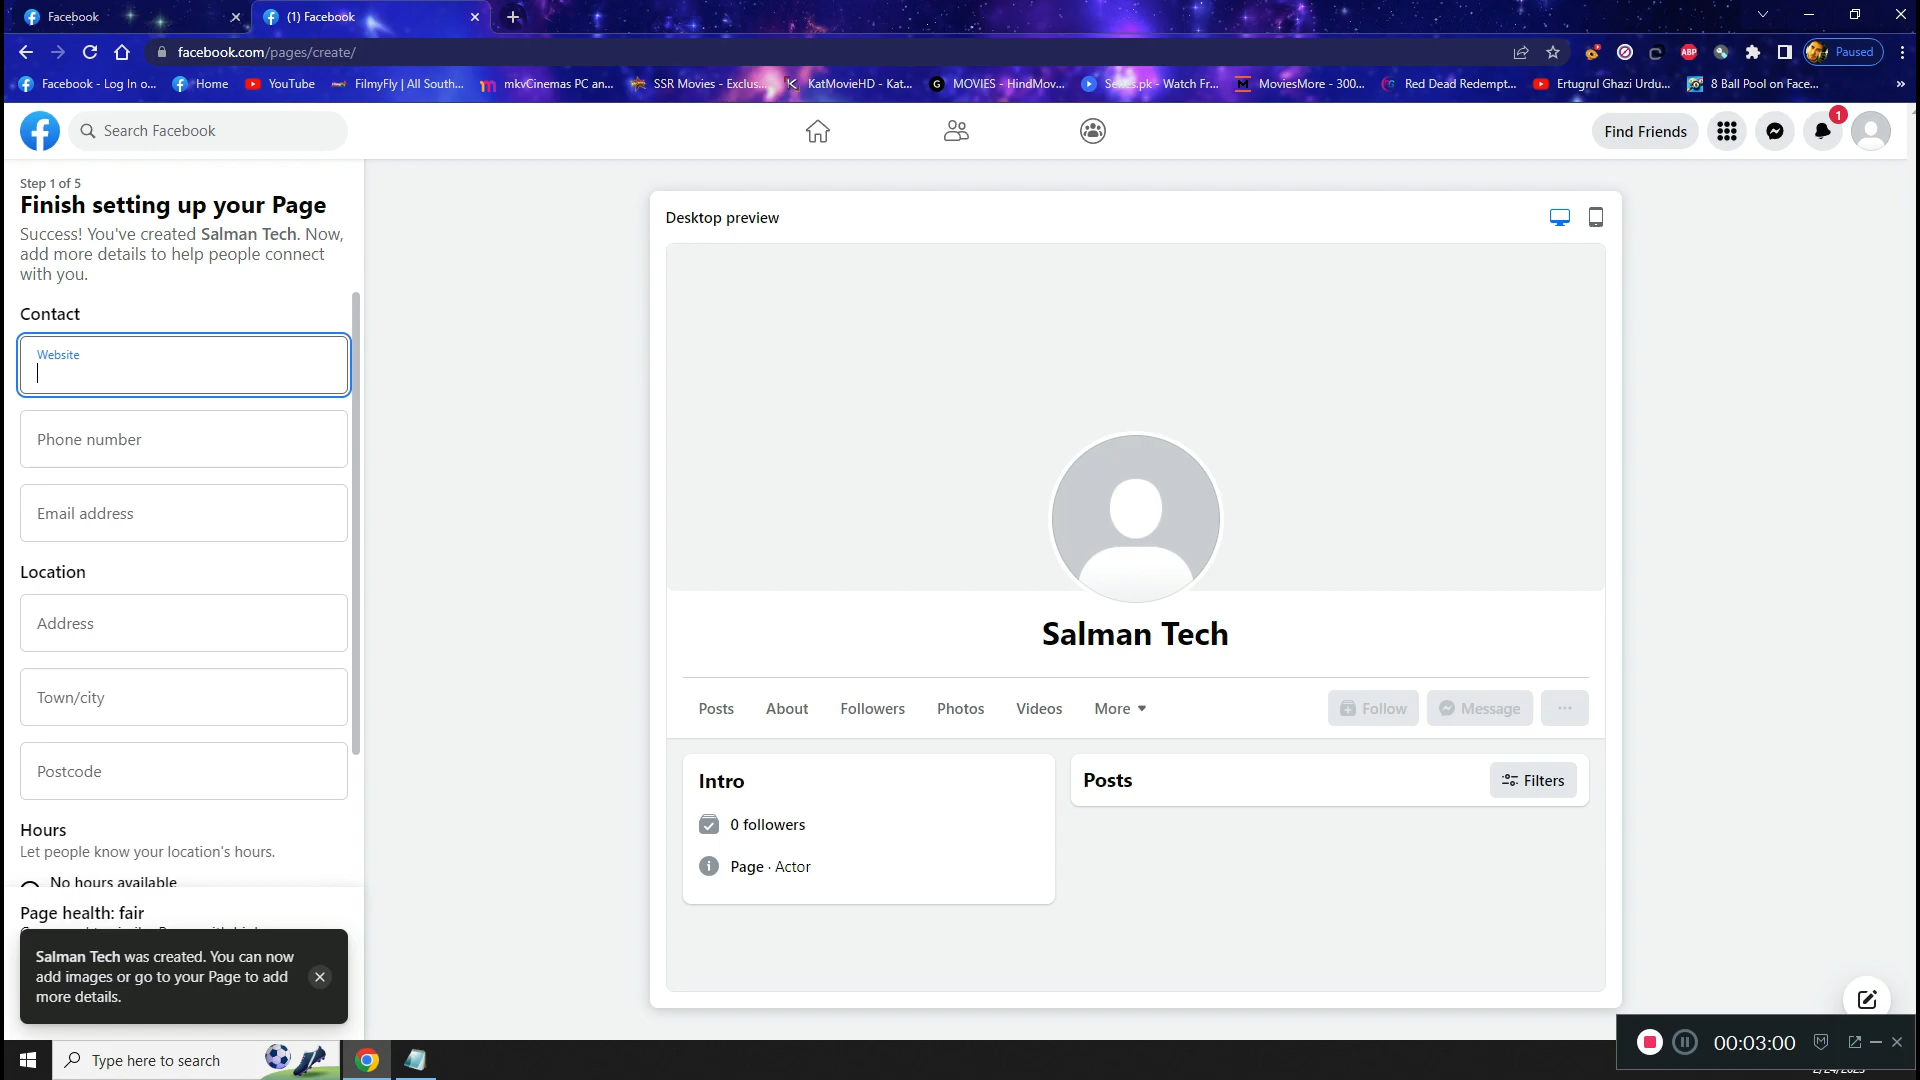 Facebook
(1) Facebook
facebook.com/pages/create/
Paused
Facebook - Log In o...
Home
YouTube
FilmyFly | All South...
mkvCinemas PC an...
SSR Movies - Exclus...
KatMovieHD - Kat...
MOVIES - HindMov...
Series.pk - Watch Fr...
MoviesMore - 300...
Red Dead Redempt...
Ertugrul Ghazi Urdu...
8 Ball Pool on Face...
»
Search Facebook
Find Friends
1
Step 1 of 5
Finish setting up your Page
Success! You've created Salman Tech. Now,
add more details to help people connect
with you.
Contact
Website
Phone number
Email address
Location
Address
Town/city
Postcode
Hours
Let people know your location's hours.
No hours available
Page health: fair
Salman Tech was created. You can now
add images or go to your Page to add
more details.
Desktop preview
Salman Tech
Posts
About
Followers
Photos
Videos
More
Follow
Message
...
Intro
0 followers
Page · Actor
Posts
Filters
Type here to search
00:03:00